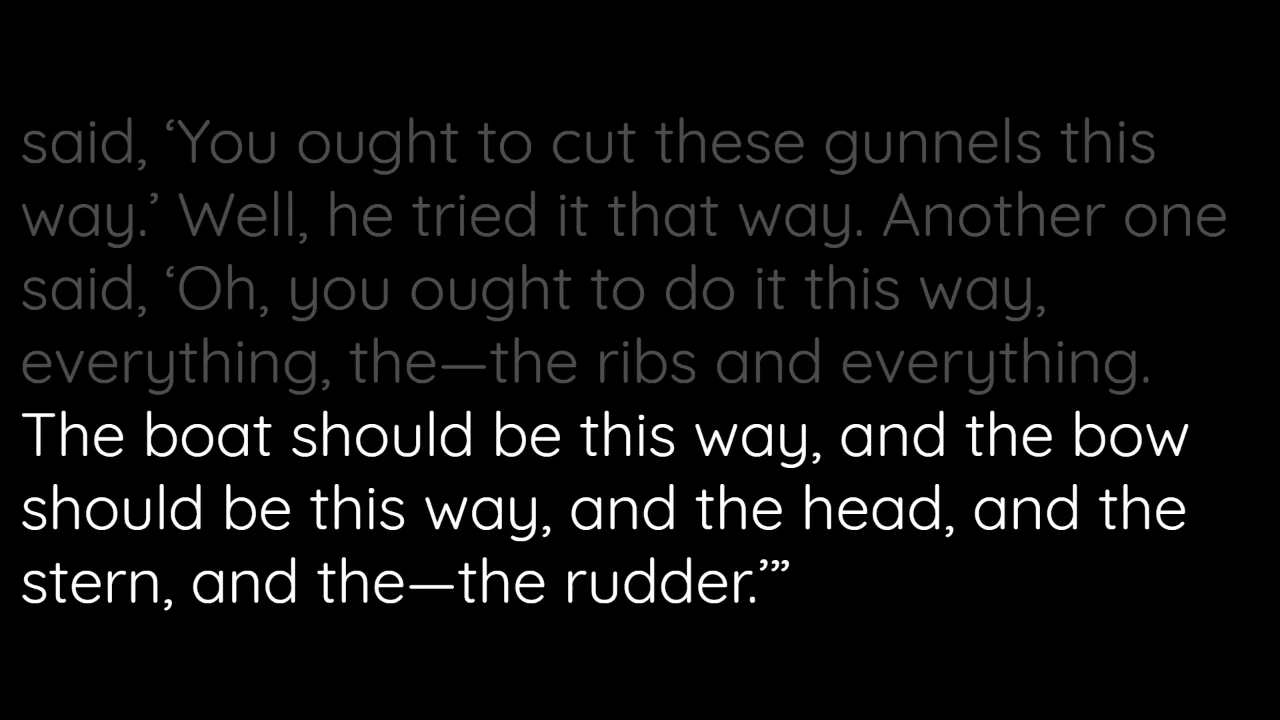 said, ‘You ought to cut these gunnels this
way.’ Well, he tried it that way. Another one
said, ‘Oh, you ought to do it this way,
everything, the—the ribs and everything.
The boat should be this way, and the bow
should be this way, and the head, and the
stern, and the—the rudder.’”